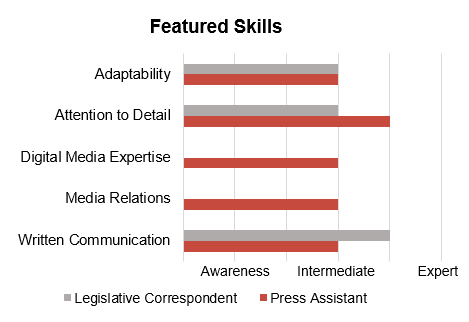 Featured Skills
Adaptability
Attention to Detail
Digital Media Expertise
Media Relations
Written Communication
Awareness Intermediate Expert
Legislative Correspondent Press Assistant